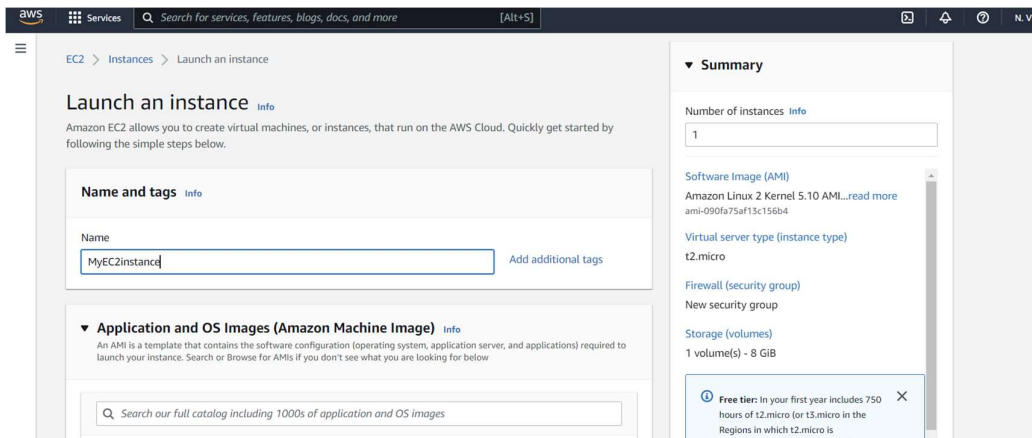 aws
Services
Search for services, features, blogs, docs, and more
[Alt+S]
N. V
EC2 > Instances > Launch an instance
Launch an instance Info
Amazon EC2 allows you to create virtual machines, or instances, that run on the AWS Cloud. Quickly get started by
following the simple steps below.
Name and tags Info
Name
MyEC2instance
Add additional tags
Application and OS Images (Amazon Machine Image) Info
An AMI is a template that contains the software configuration (operating system, application server, and applications) required to
launch your instance. Search or Browse for AMIs if you don't see what you are looking for below
Search our full catalog including 1000s of application and OS images
Summary
Number of instances Info
1
Software Image (AMI)
Amazon Linux 2 Kernel 5.10 AMI...read more
ami-090fa75af13c156b4
Virtual server type (instance type)
t2.micro
Firewall (security group)
New security group
Storage (volumes)
1 volume(s) - 8 GiB
Free tier: In your first year includes 750
hours of t2.micro (or t3.micro in the
Regions in which t2.micro is